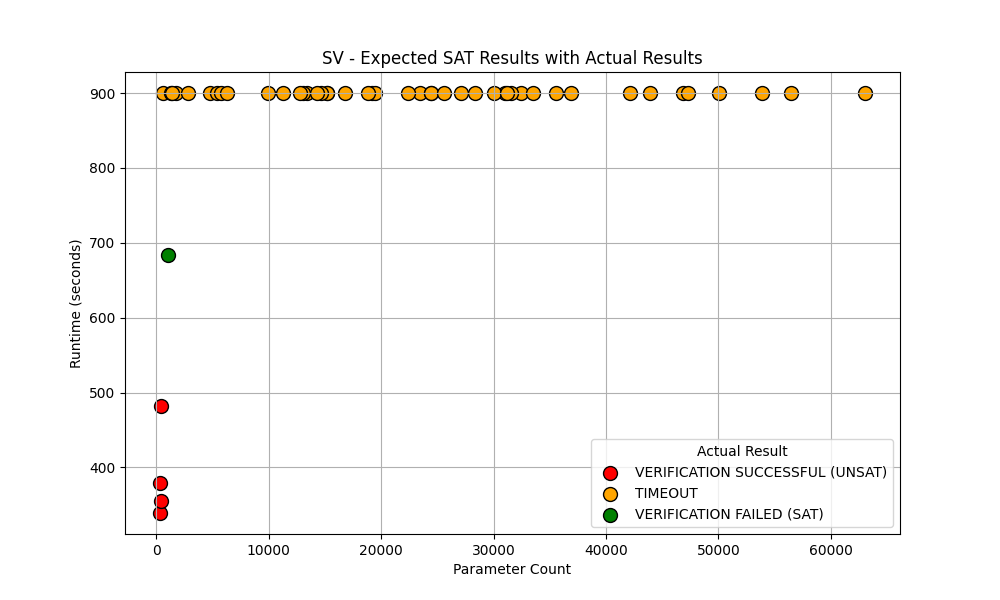 SV - Expected SAT Results with Actual Results
900
800
700
600
500
400
Runtime (seconds)
0
10000
20000
30000
40000
50000
60000
Parameter Count
Actual Result
VERIFICATION SUCCESSFUL (UNSAT)
TIMEOUT
VERIFICATION FAILED (SAT)